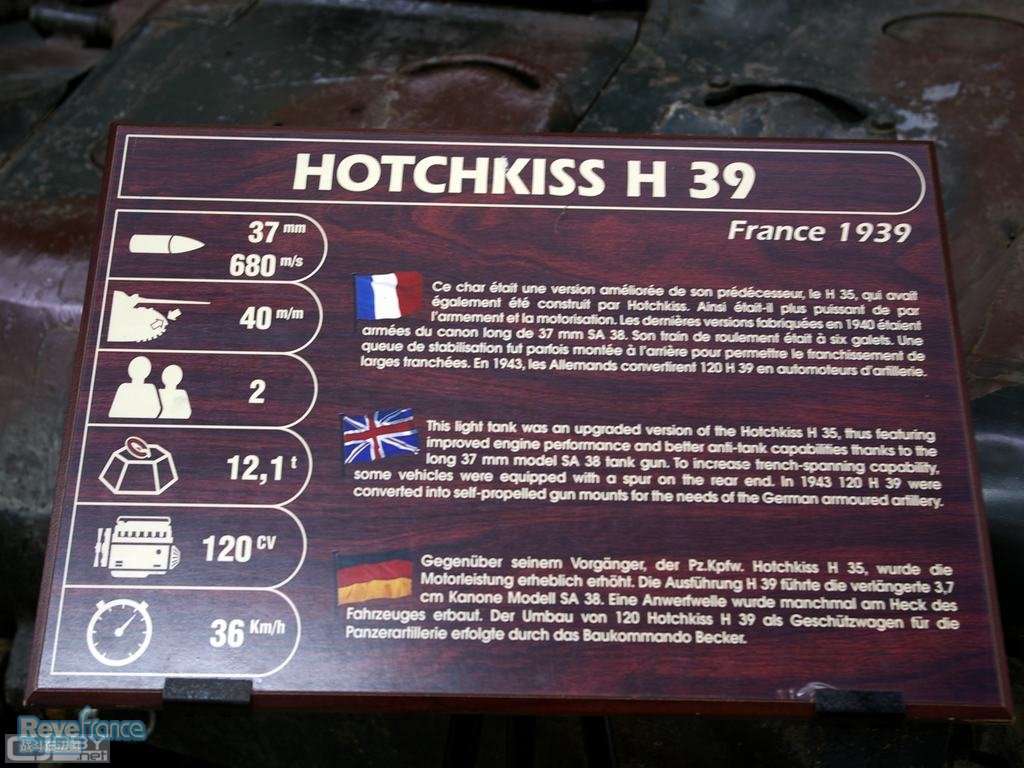 HOTCHKISS H 39
France 1939
37 mm
680 m/s
40 m/m
2
12,1 t
120 CV
36 Km/h
Ce char était une version améliorée de son prédécesseur, le H 35, qui avait
également été construit par Hotchkiss. Ainsi était-il plus puissant de par
l'armement et la motorisation. Les dernières versions fabriquées en 1940 étaient
armées du canon long de 37 mm SA 38. Son train de roulement était à six galets. Une
queue de stabilisation fut parfois montée à l'arrière pour permettre le franchissement de
larges tranchées. En 1943, les Allemands convertirent 120 H 39 en automoteurs d'artillerie.
This light tank was an upgraded version of the Hotchkiss H 35, thus featuring
improved engine performance and better anti-tank capabilities thanks to the
long 37 mm model SA 38 tank gun. To increase trench-spanning capability,
some vehicles were equipped with a spur on the rear end. In 1943 120 H 39 were
converted into self-propelled gun mounts for the needs of the German armoured artillery.
Gegenüber seinem Vorgänger, der Pz.Kpfw. Hotchkiss H 35, wurde die
Motorleistung erheblich erhöht. Die Ausführung H 39 führte die verlängerte 3,7
cm Kanone Modell SA 38. Eine Anwerfwelle wurde manchmal am Heck des
Fahrzeuges erbaut. Der Umbau von 120 Hotchkiss H 39 als Geschützwagen für die
Panzerartillerie erfolgte durch das Baukommando Becker.
ReveFrance
.net